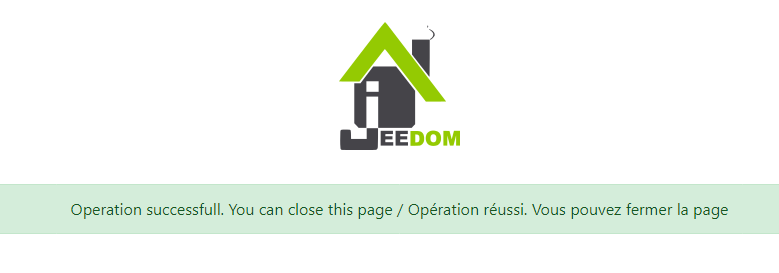 JEEDOM
Operation successfull. You can close this page / Opération réussi. Vous pouvez fermer la page